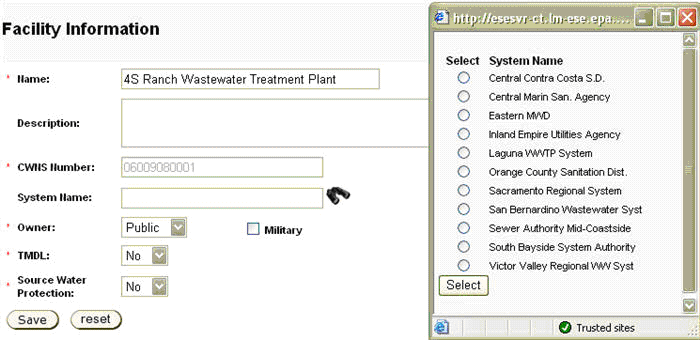 Facility Information
* Name: 4S Ranch Wastewater Treatment Plant
Description:
* CWNS Number: 06009080001
System Name:
* Owner: Public Military
* TMDL: No
* Source Water
Protection: No
Save reset
http://esesvr-ct.lm-ese.epa....
Select System Name
Central Contra Costa S.D.
Central Marin San. Agency
Eastern MWD
Inland Empire Utilities Agency
Laguna WWTP System
Orange County Sanitation Dist.
Sacramento Regional System
San Bernardino Wastewater Syst
Sewer Authority Mid-Coastside
South Bayside System Authority
Victor Valley Regional WW Syst
Select
Trusted sites